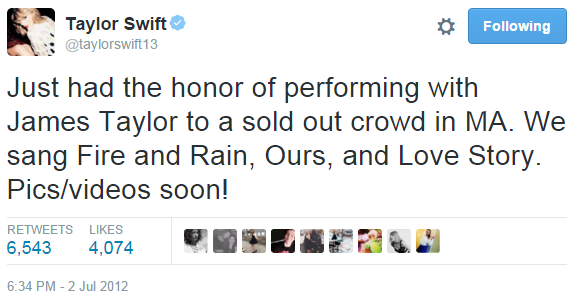 Taylor Swift
@taylorswift13
Following
Just had the honor of performing with
James Taylor to a sold out crowd in MA. We
sang Fire and Rain, Ours, and Love Story.
Pics/videos soon!
RETWEETS LIKES
6,543 4,074
6:34 PM - 2 Jul 2012